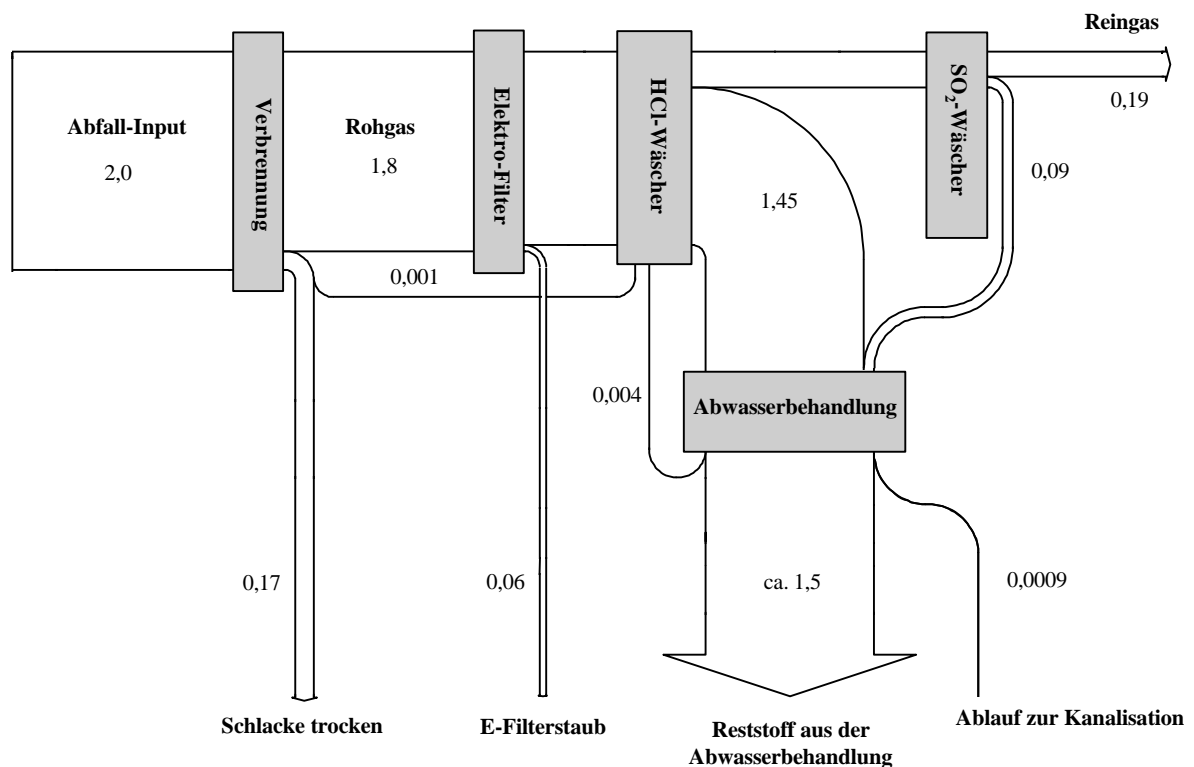 Reingas
Abfall-Input
2,0
Verbrennung
Rohgas
1,8
Elektro-Filter
HCl-Wäscher
SO2-Wäscher
0,19
0,09
1,45
0,001
0,004
Abwasserbehandlung
0,17
0,06
ca. 1,5
0,0009
Schlacke trocken
E-Filterstaub
Reststoff aus der
Abwasserbehandlung
Ablauf zur Kanalisation